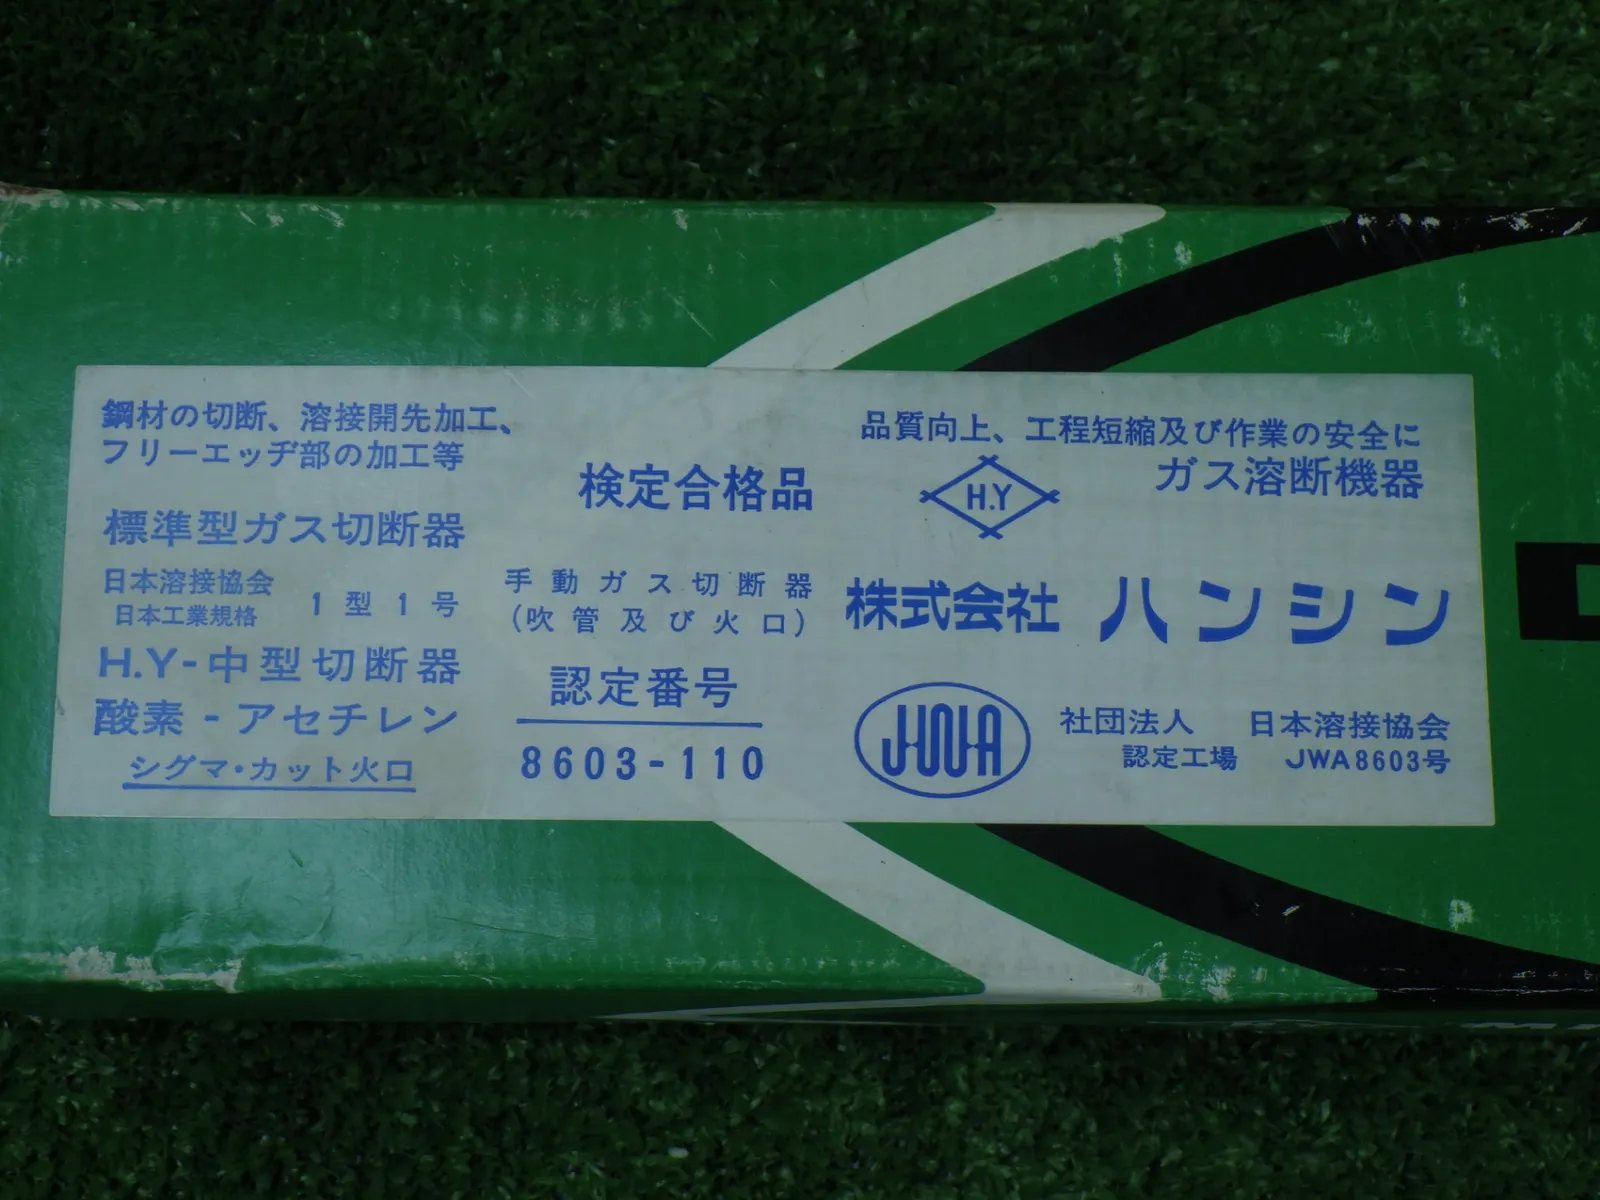 鋼材の切断、溶接開先加工、
フリーエッヂ部の加工等
標準型ガス切断器
日本溶接協会
日本工業規格
1型1号
H.Y-中型切断器
酸素-アセチレン
シグマ・カット火口
検定合格品
手動ガス切断器
(吹管及び火口)
認定番号
8603-110
品質向上、工程短縮及び作業の安全に
H.Y
ガス溶断機器
株式会社 ハンシン
JWA
社団法人 日本溶接協会
認定工場 JWA8603号